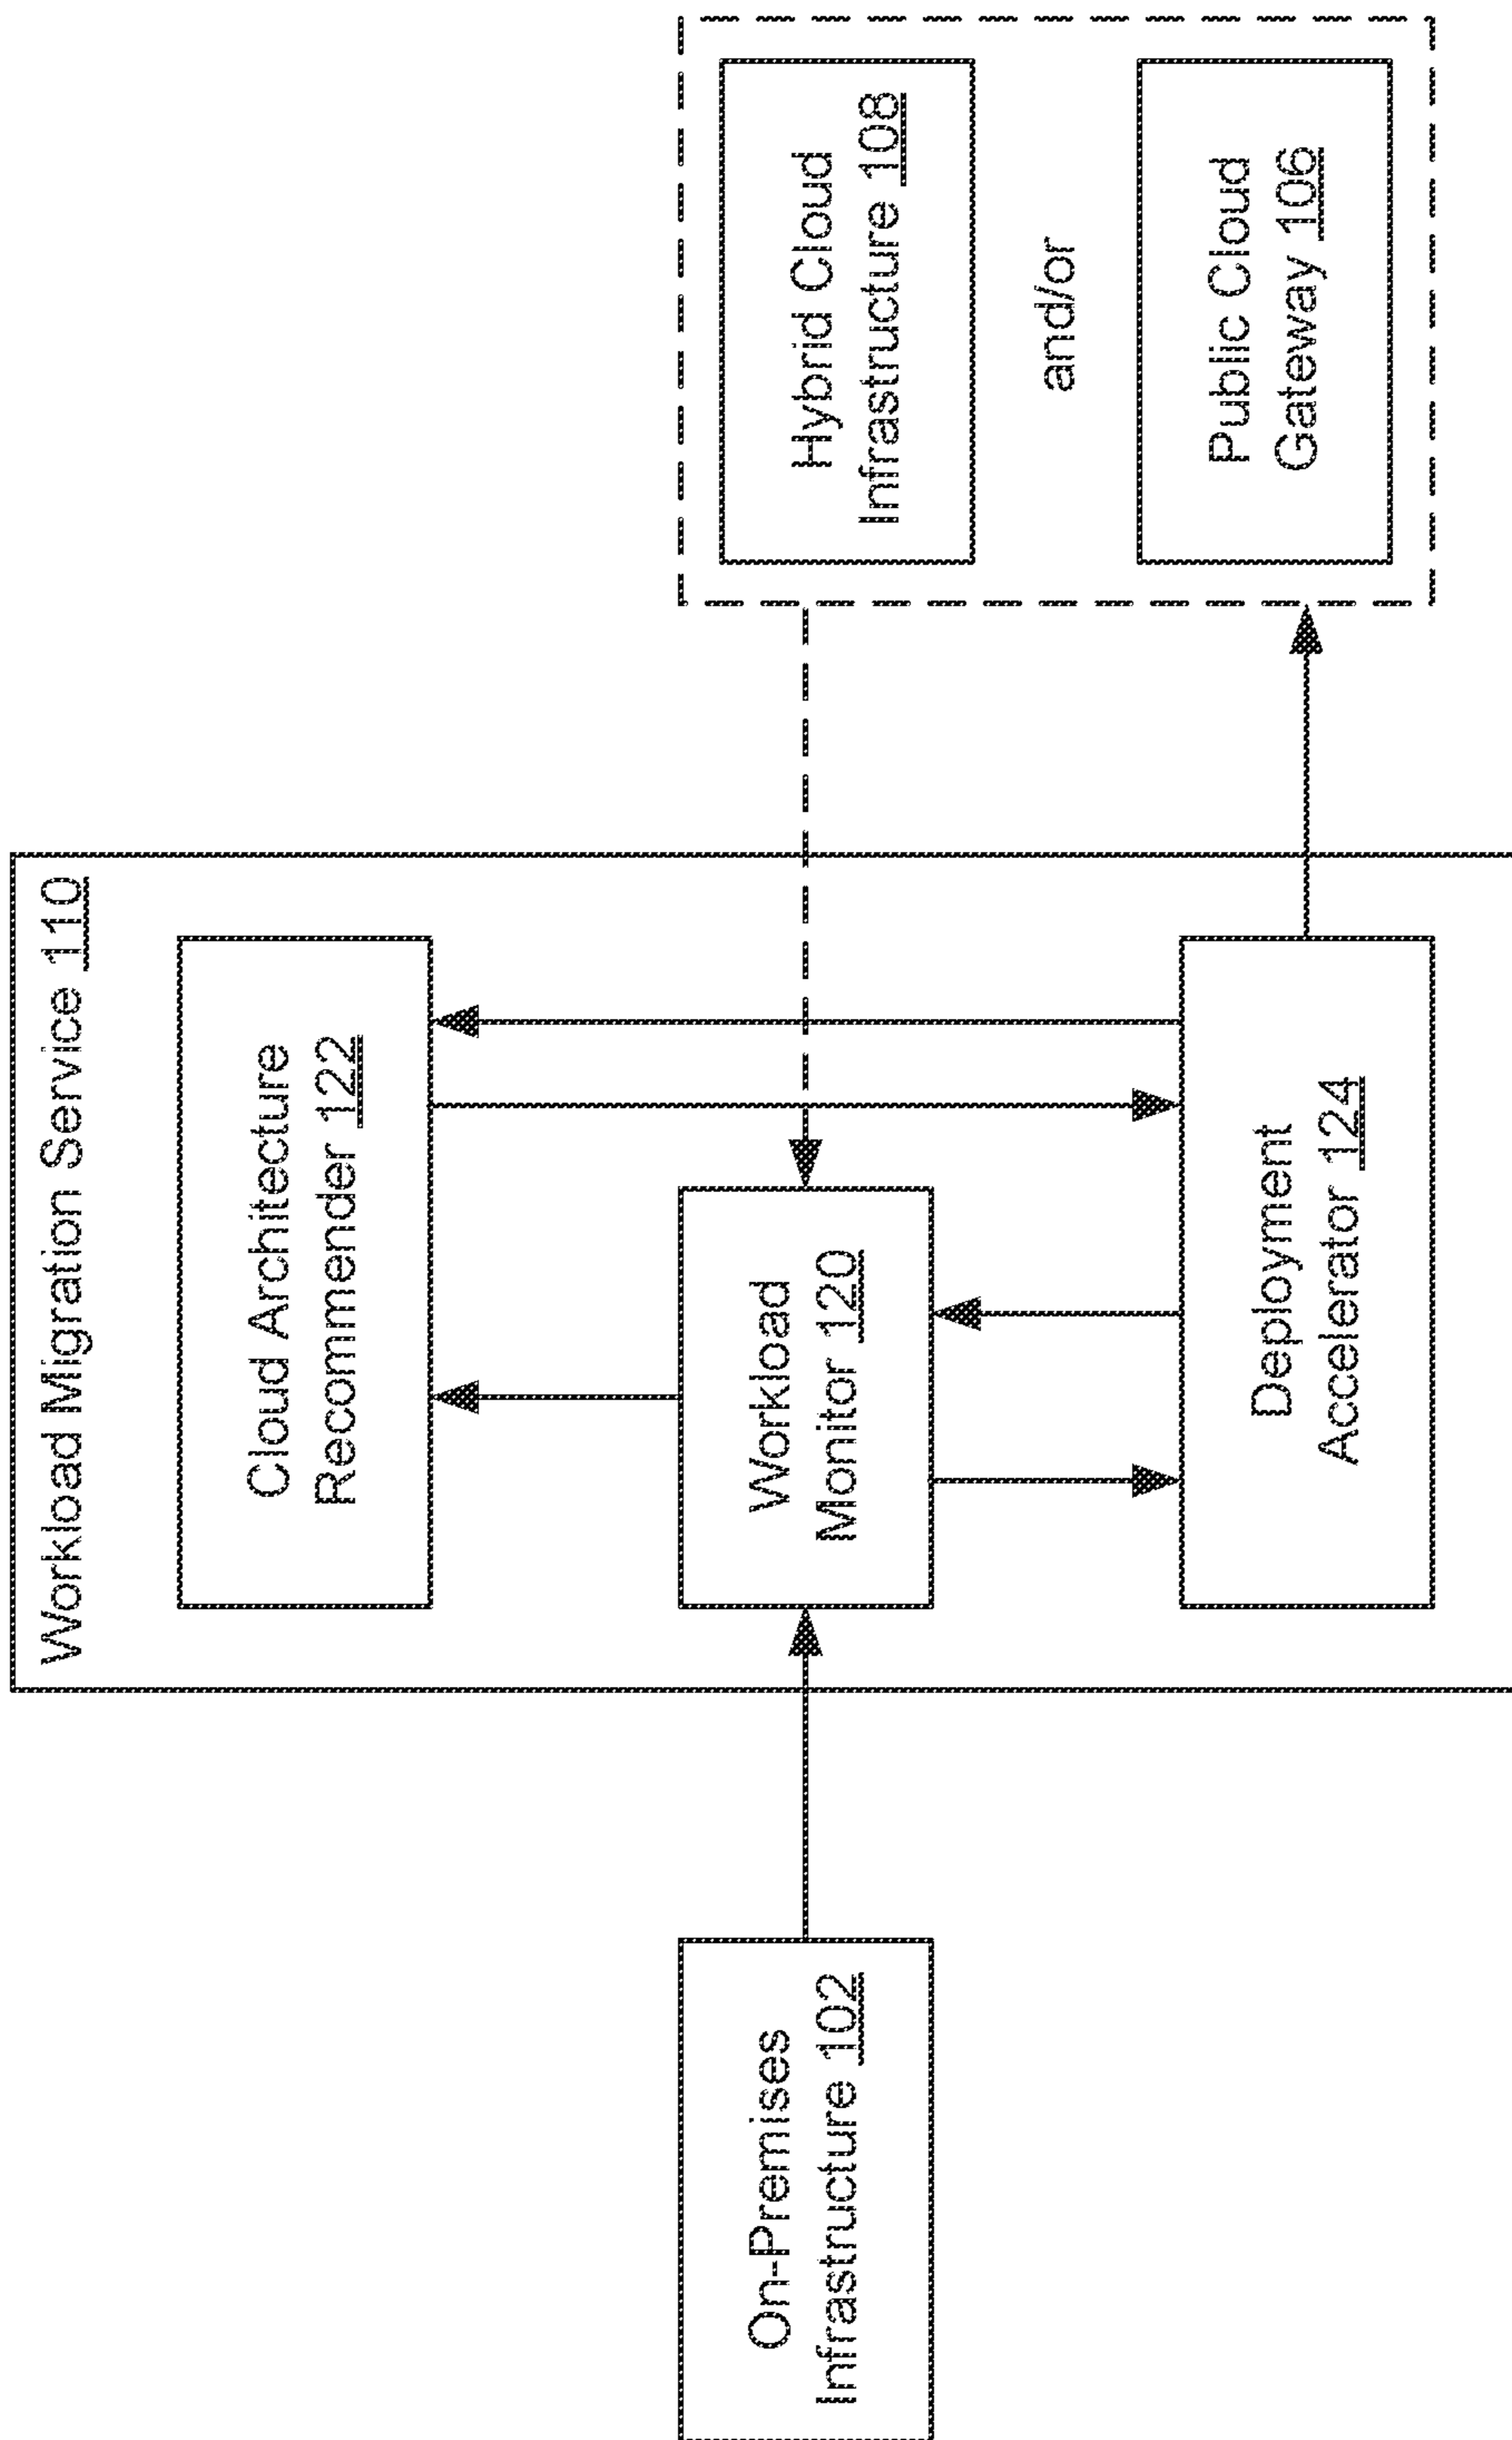 Workload Migration Service 110
On-Premises
Infrastructure 102
Cloud Architecture
Recommender 122
Workload
Monitor 120
Deployment
Accelerator 124
Hybrid Cloud
Infrastructure 108
and/or
Public Cloud
Gateway 106